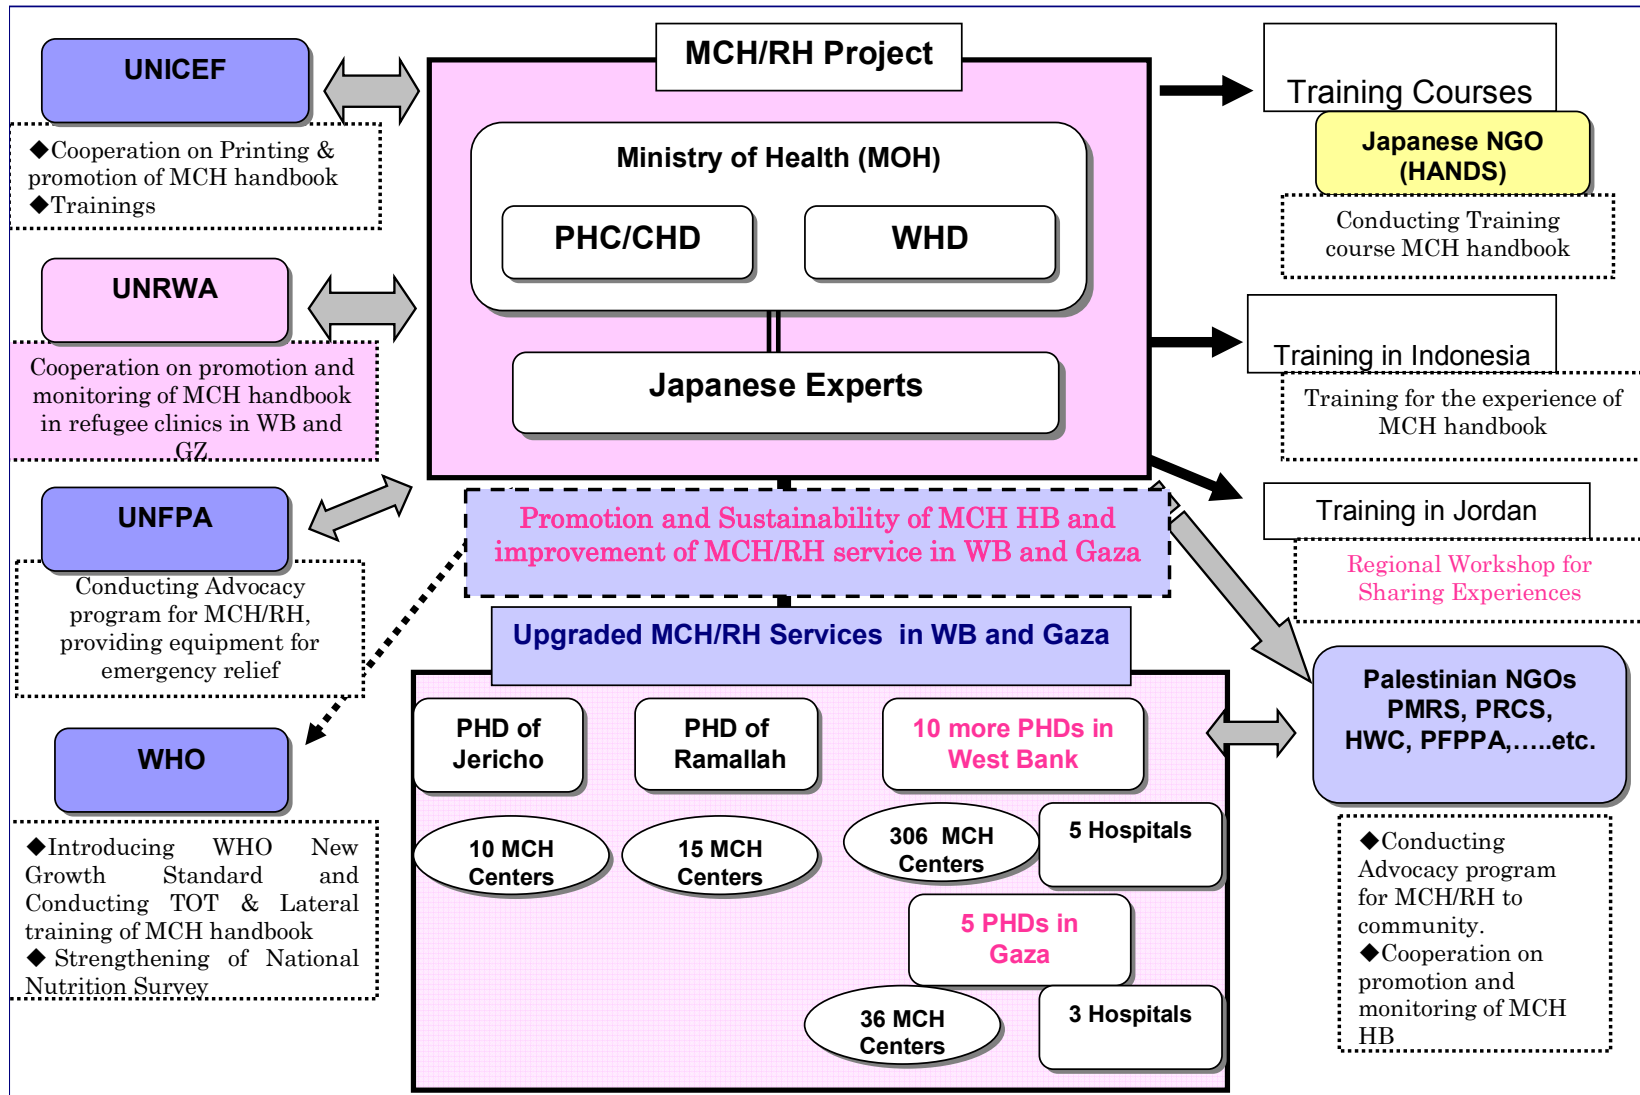 MCH/RH Project
Ministry of Health (MOH)
PHC/CHD
WHD
Japanese Experts
UNICEF
◆Cooperation on Printing &
promotion of MCH handbook
◆Trainings
UNRWA
Cooperation on promotion and
monitoring of MCH handbook
in refugee clinics in WB and
GZ
UNFPA
Conducting Advocacy
program for MCH/RH,
providing equipment for
emergency relief
WHO
◆Introducing WHO New
Growth Standard and
Conducting TOT & Lateral
training of MCH handbook
◆ Strengthening of National
Nutrition Survey
Promotion and Sustainability of MCH HB and
improvement of MCH/RH service in WB and Gaza
Upgraded MCH/RH Services in WB and Gaza
PHD of
Jericho
PHD of
Ramallah
10 more PHDs in
West Bank
10 MCH
Centers
15 MCH
Centers
306 MCH
Centers
5 Hospitals
5 PHDs in
Gaza
36 MCH
Centers
3 Hospitals
Training Courses
Japanese NGO
(HANDS)
Conducting Training
course MCH handbook
Training in Indonesia
Training for the experience of
MCH handbook
Training in Jordan
Regional Workshop for
Sharing Experiences
Palestinian NGOs
PMRS, PRCS,
HWC, PFPPA,.....etc.
◆Conducting
Advocacy program
for MCH/RH to
community.
◆Cooperation on
promotion and
monitoring of MCH
HB